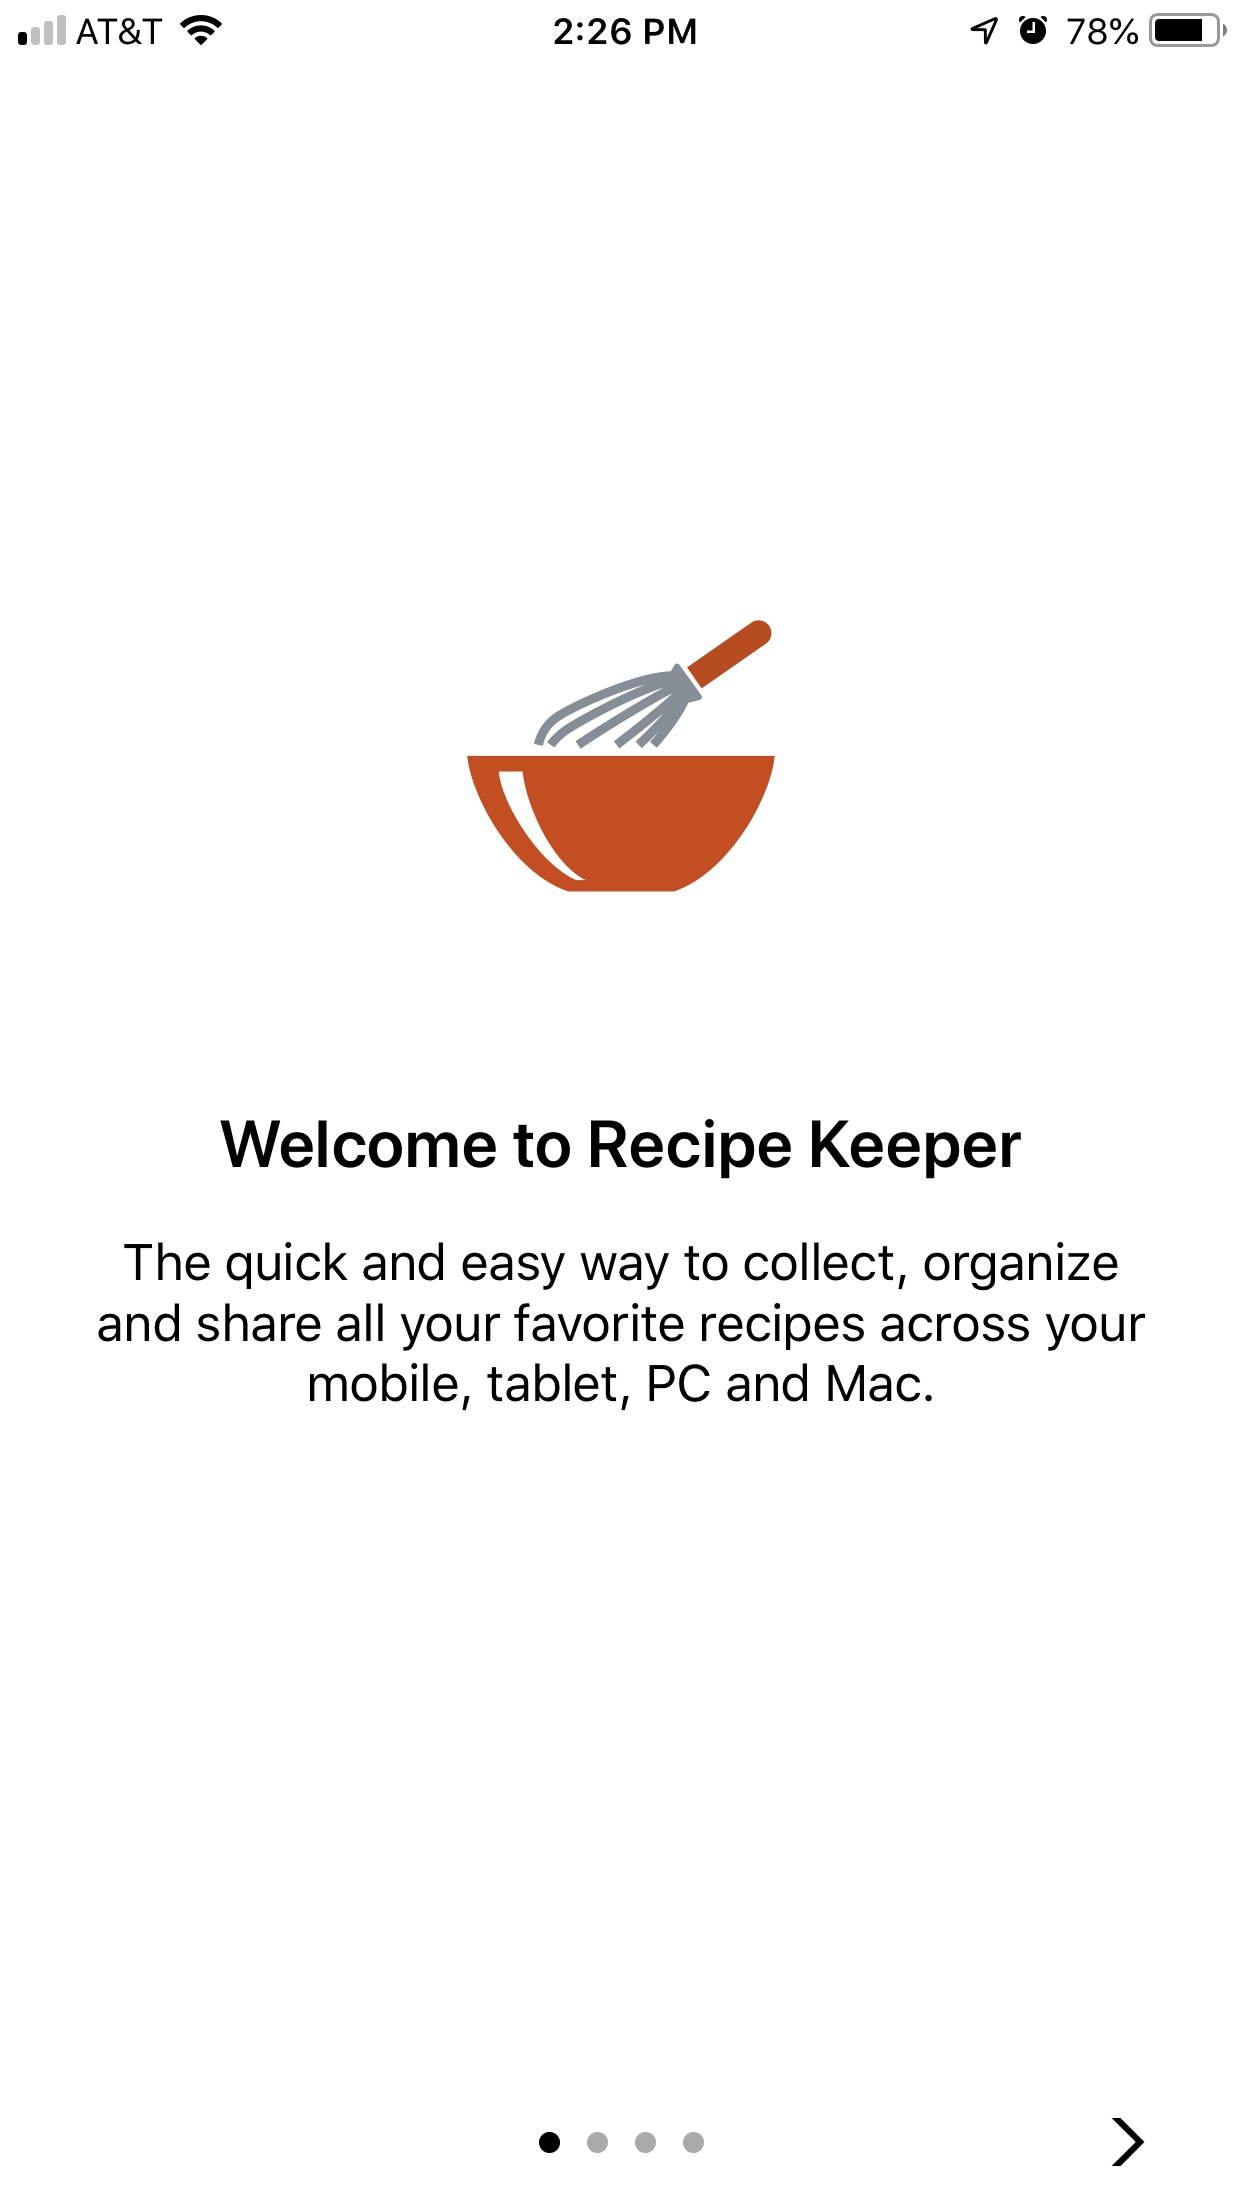 AT&T 2:26 PM 78%
Welcome to Recipe Keeper
The quick and easy way to collect, organize
and share all your favorite recipes across your
mobile, tablet, PC and Mac.